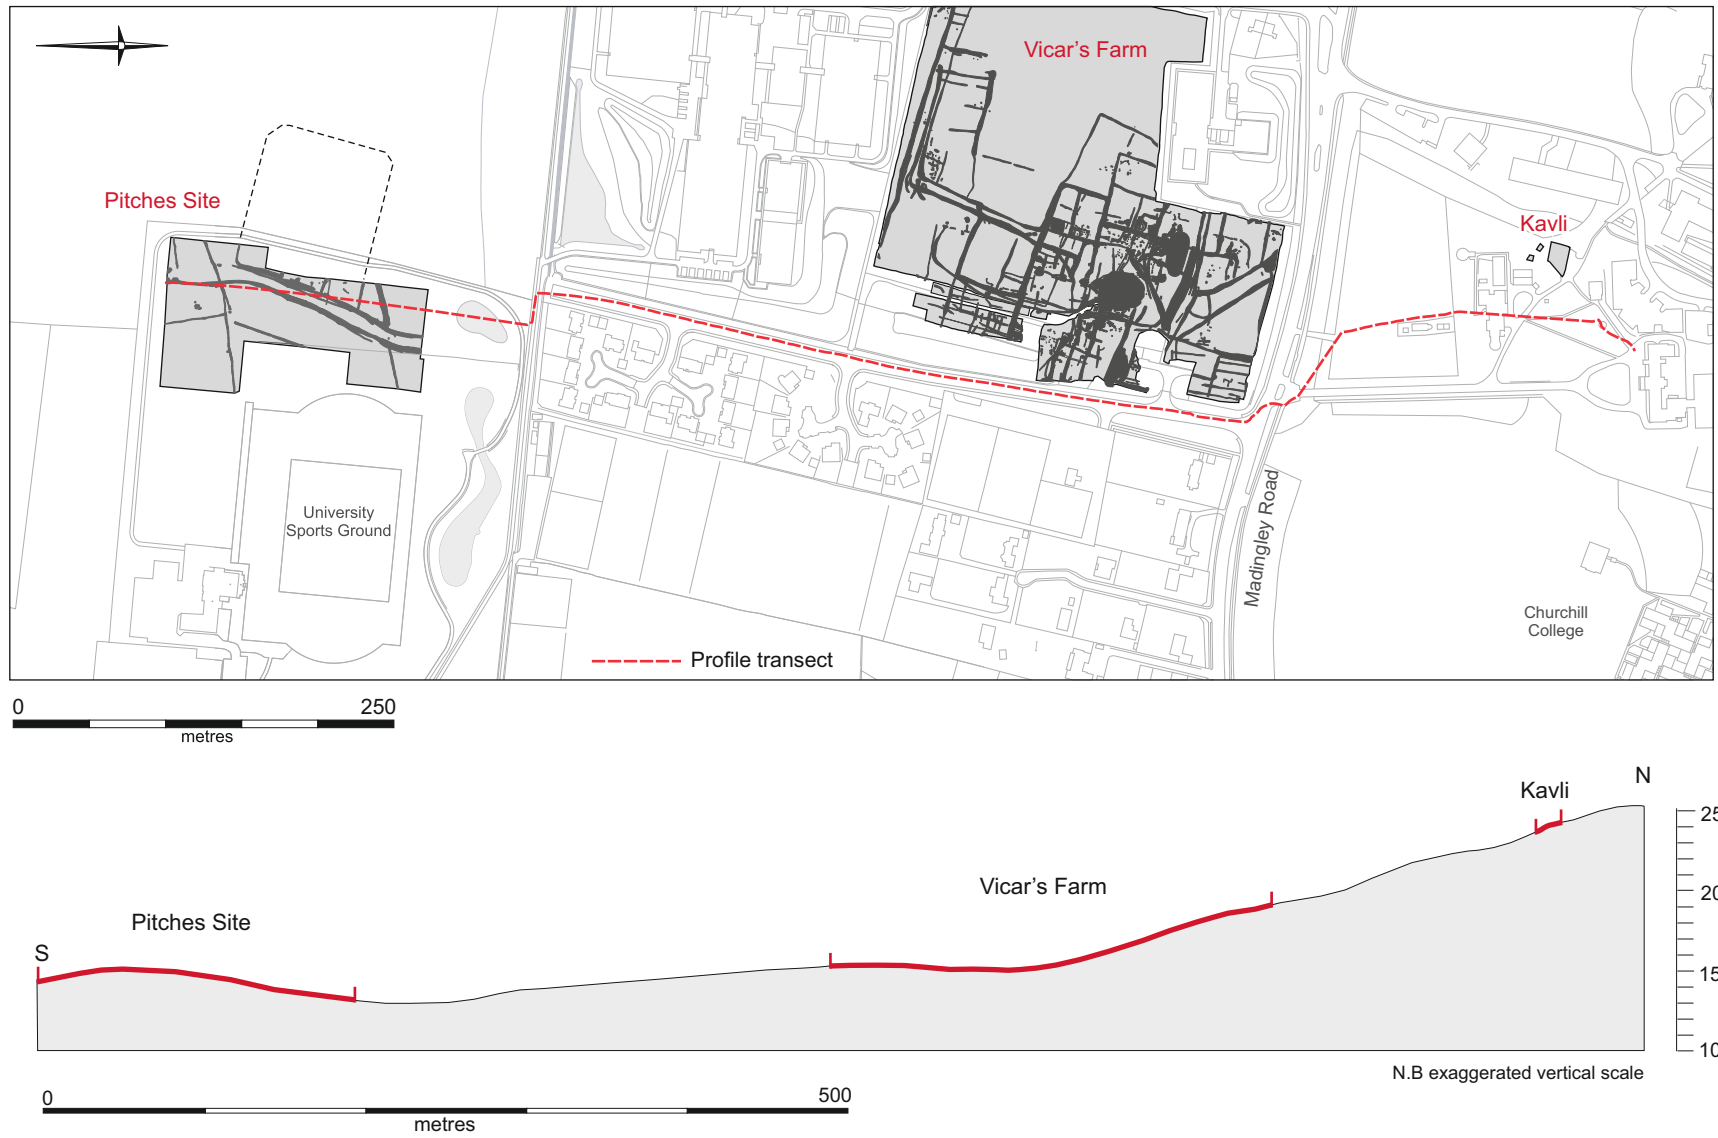 Vicar's Farm
Pitches Site
Kavli
University
Sports Ground
Madingley Road
Churchill
College
Profile transect
0
250
metres
Kavli
N
25
Vicar's Farm
20
Pitches Site
S
15
10
N.B exaggerated vertical scale
0
500
metres